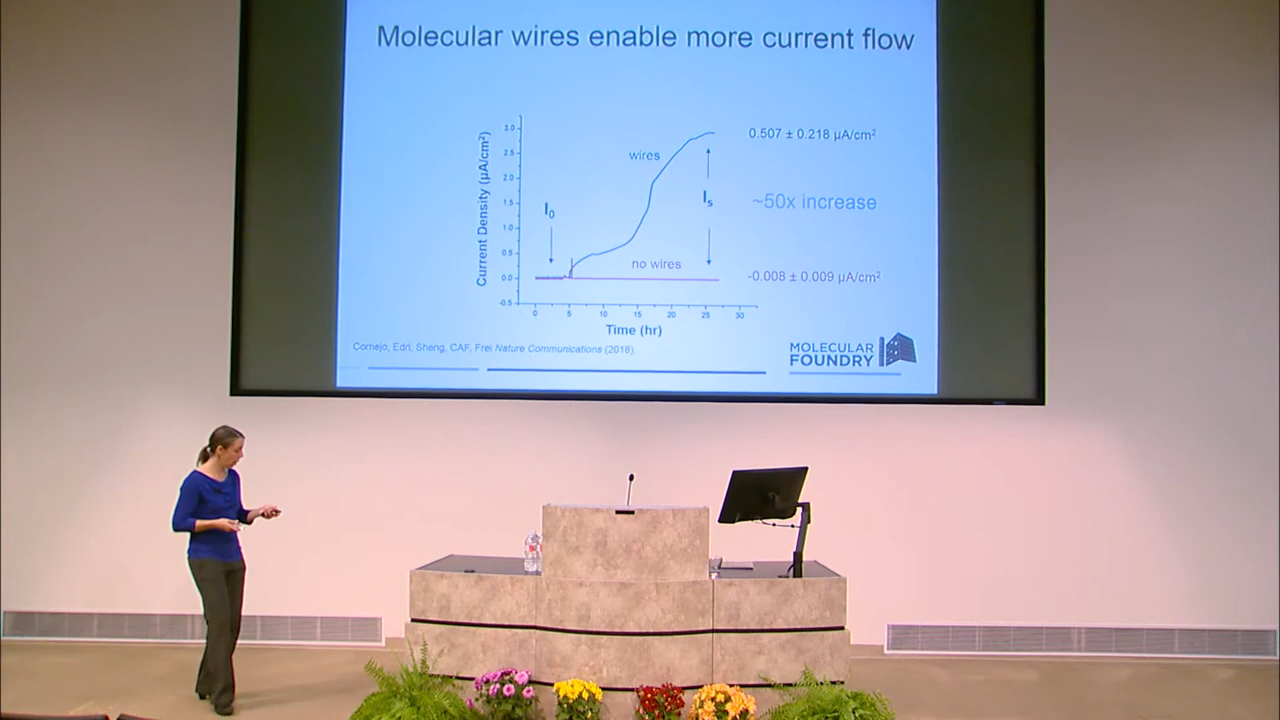 Molecular wires enable more current flow
Current Density (µA/cm²)
3.0
2.5
2.0
1.5
1.0
0.5
0.0
-0.5
0 5 10 15 20 25 30
Time (hr)
I₀
wires
no wires
Iₛ
0.507 ± 0.218 µA/cm²
~50x increase
-0.008 ± 0.009 µA/cm²
Cornejo, Edri, Sheng, CAF, Frei Nature Communications (2018).
MOLECULAR
FOUNDRY